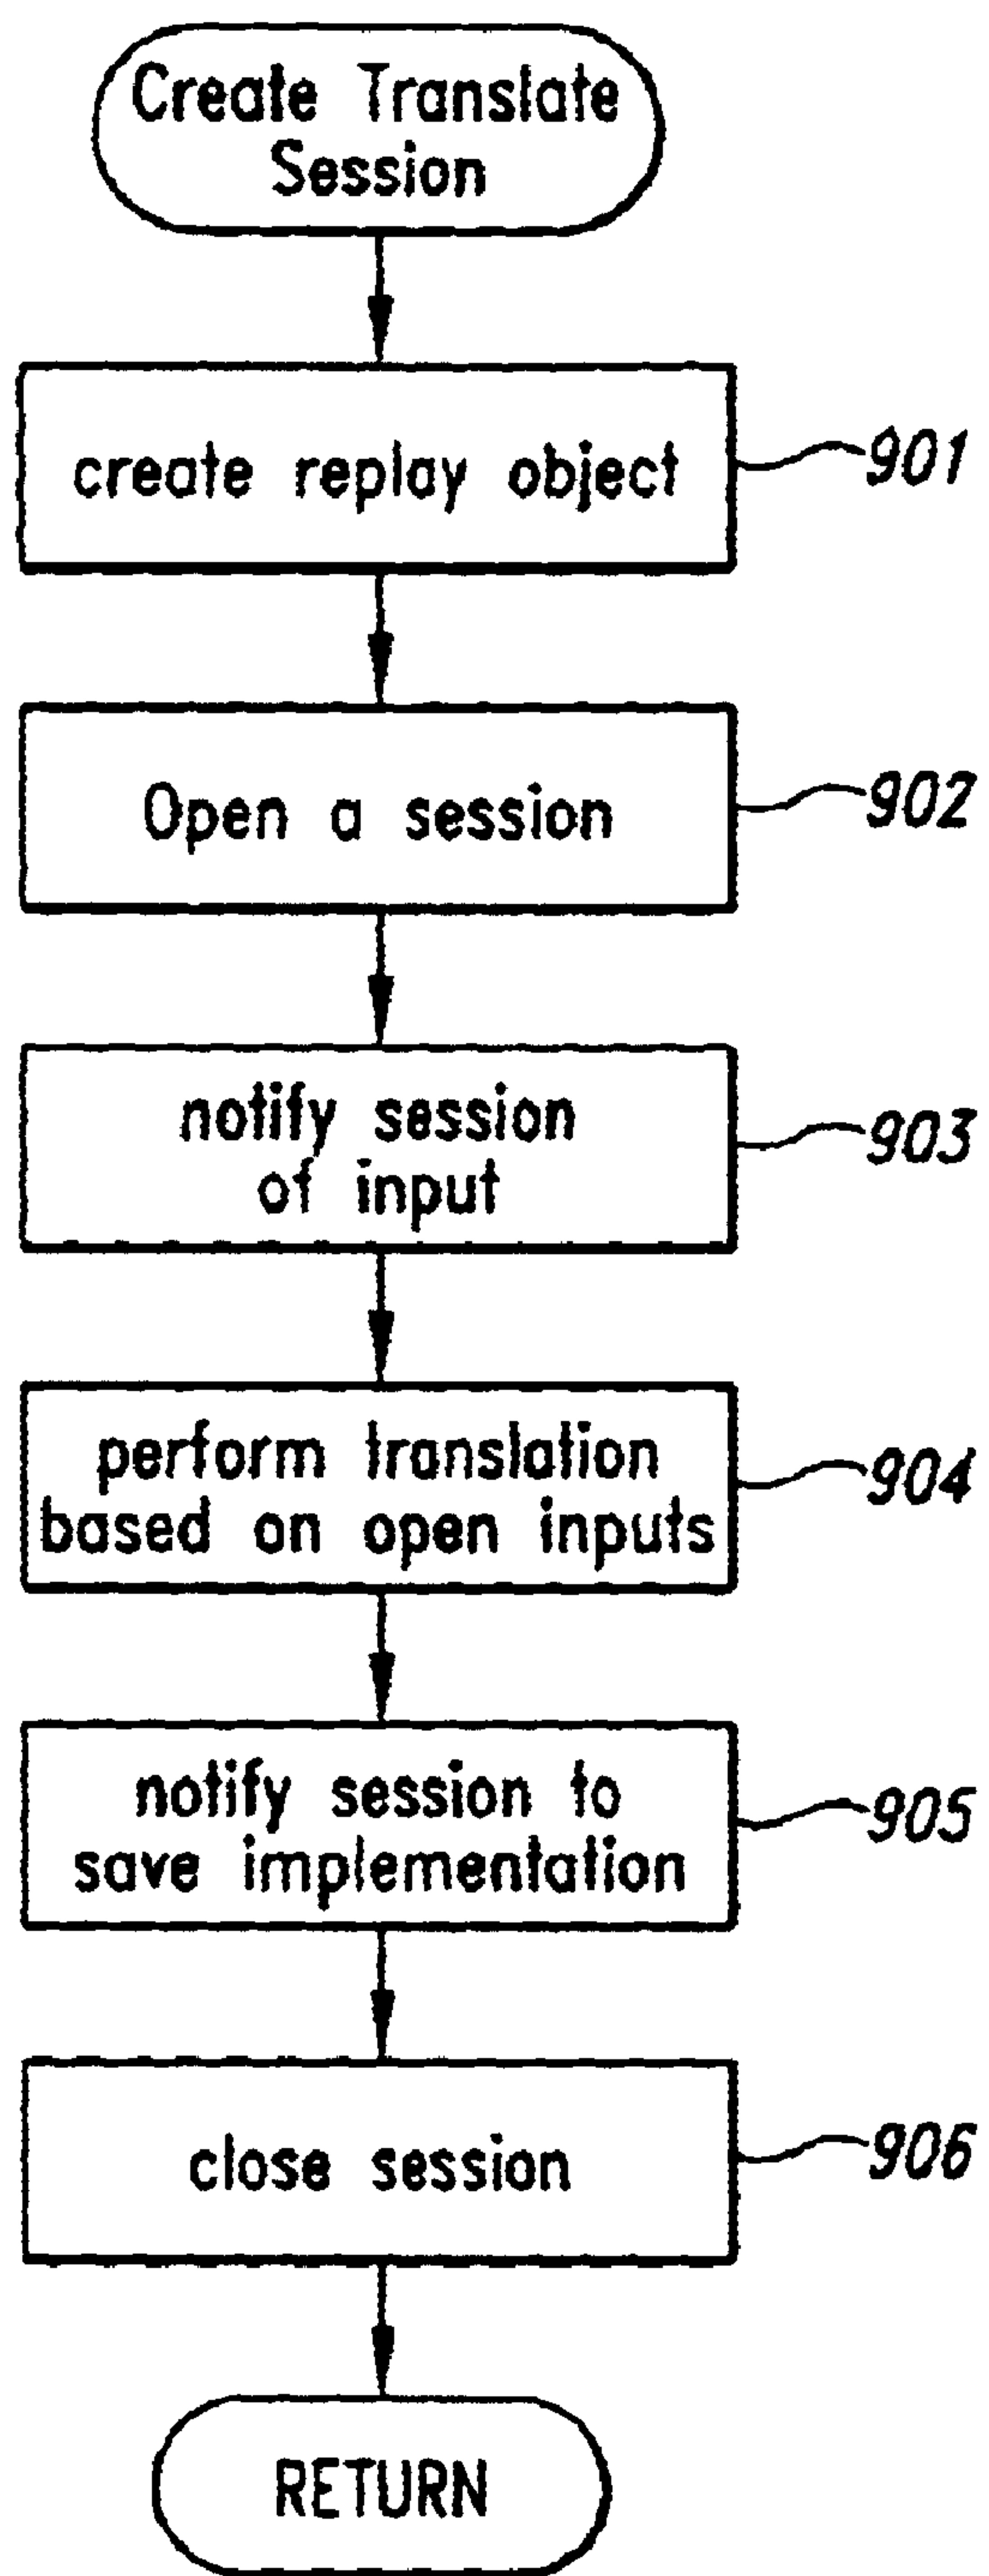 Create Translate
Session
create replay object
901
Open a session
902
notify session
of input
903
perform translation
based on open inputs
904
notify session to
save implementation
905
close session
906
RETURN